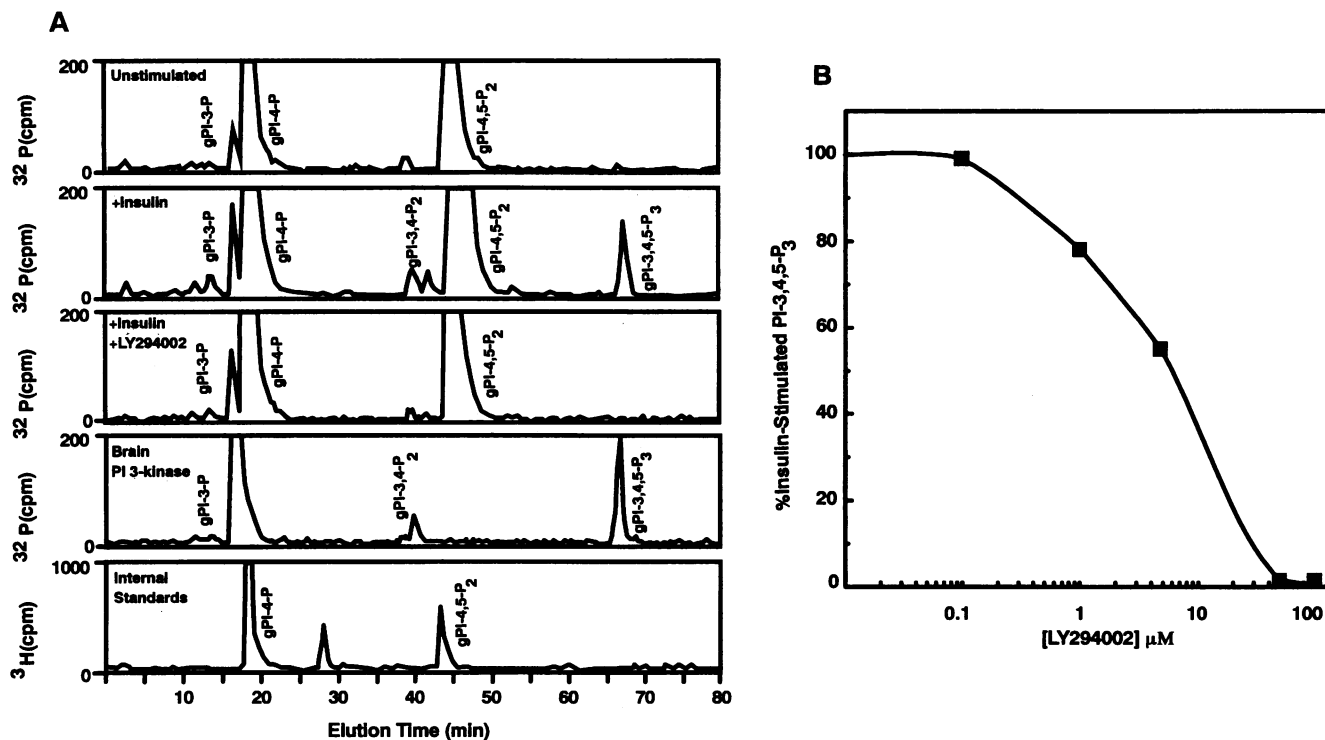 A
200
Unstimulated
gPI-3-P
gPI-4-P
gPI-4,5-P2
32 P(cpm)
0
200
+Insulin
gPI-3-P
gPI-4-P
gPI-3,4-P2
gPI-4,5-P2
gPI-3,4,5-P3
32 P(cpm)
0
200
+Insulin
+LY294002
gPI-3-P
gPI-4-P
gPI-4,5-P2
32 P(cpm)
0
200
Brain
PI 3-kinase
gPI-3-P
gPI-3,4-P2
gPI-3,4,5-P3
32 P(cpm)
0
1000
Internal
Standards
gPI-4-P
gPI-4,5-P2
3 H(cpm)
0
10 20 30 40 50 60 70 80
Elution Time (min)
B
%Insulin-Stimulated PI-3,4,5-P3
100
80
60
40
20
0
0.1 1 10 100
[LY294002] µM